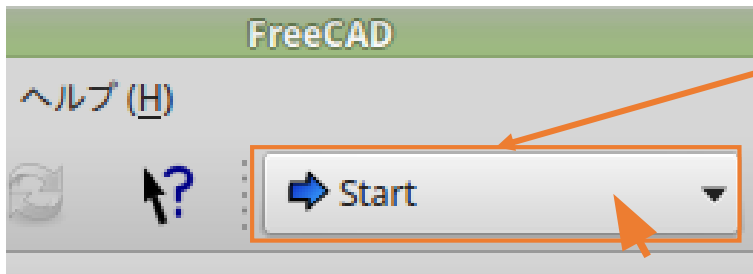 FreeCAD
ヘルプ (H)
Start